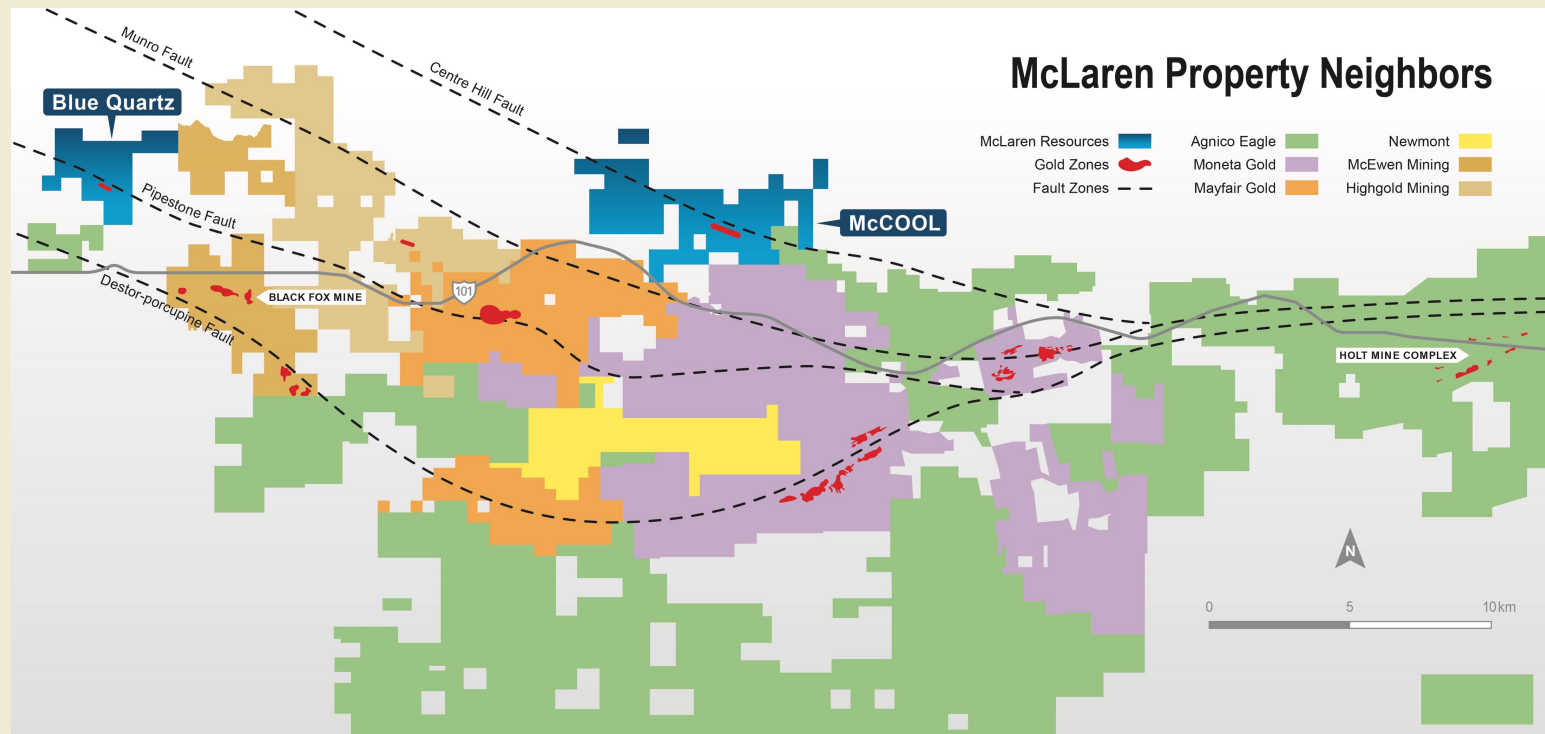 McLaren Property Neighbors
McLaren Resources
Gold Zones
Fault Zones
Agnico Eagle
Moneta Gold
Mayfair Gold
Newmont
McEwen Mining
Highgold Mining
Munro Fault
Centre Hill Fault
Blue Quartz
Pipestone Fault
McCOOL
Destor-porcupine Fault
101
BLACK FOX MINE
HOLT MINE COMPLEX
N
0 5 10 km